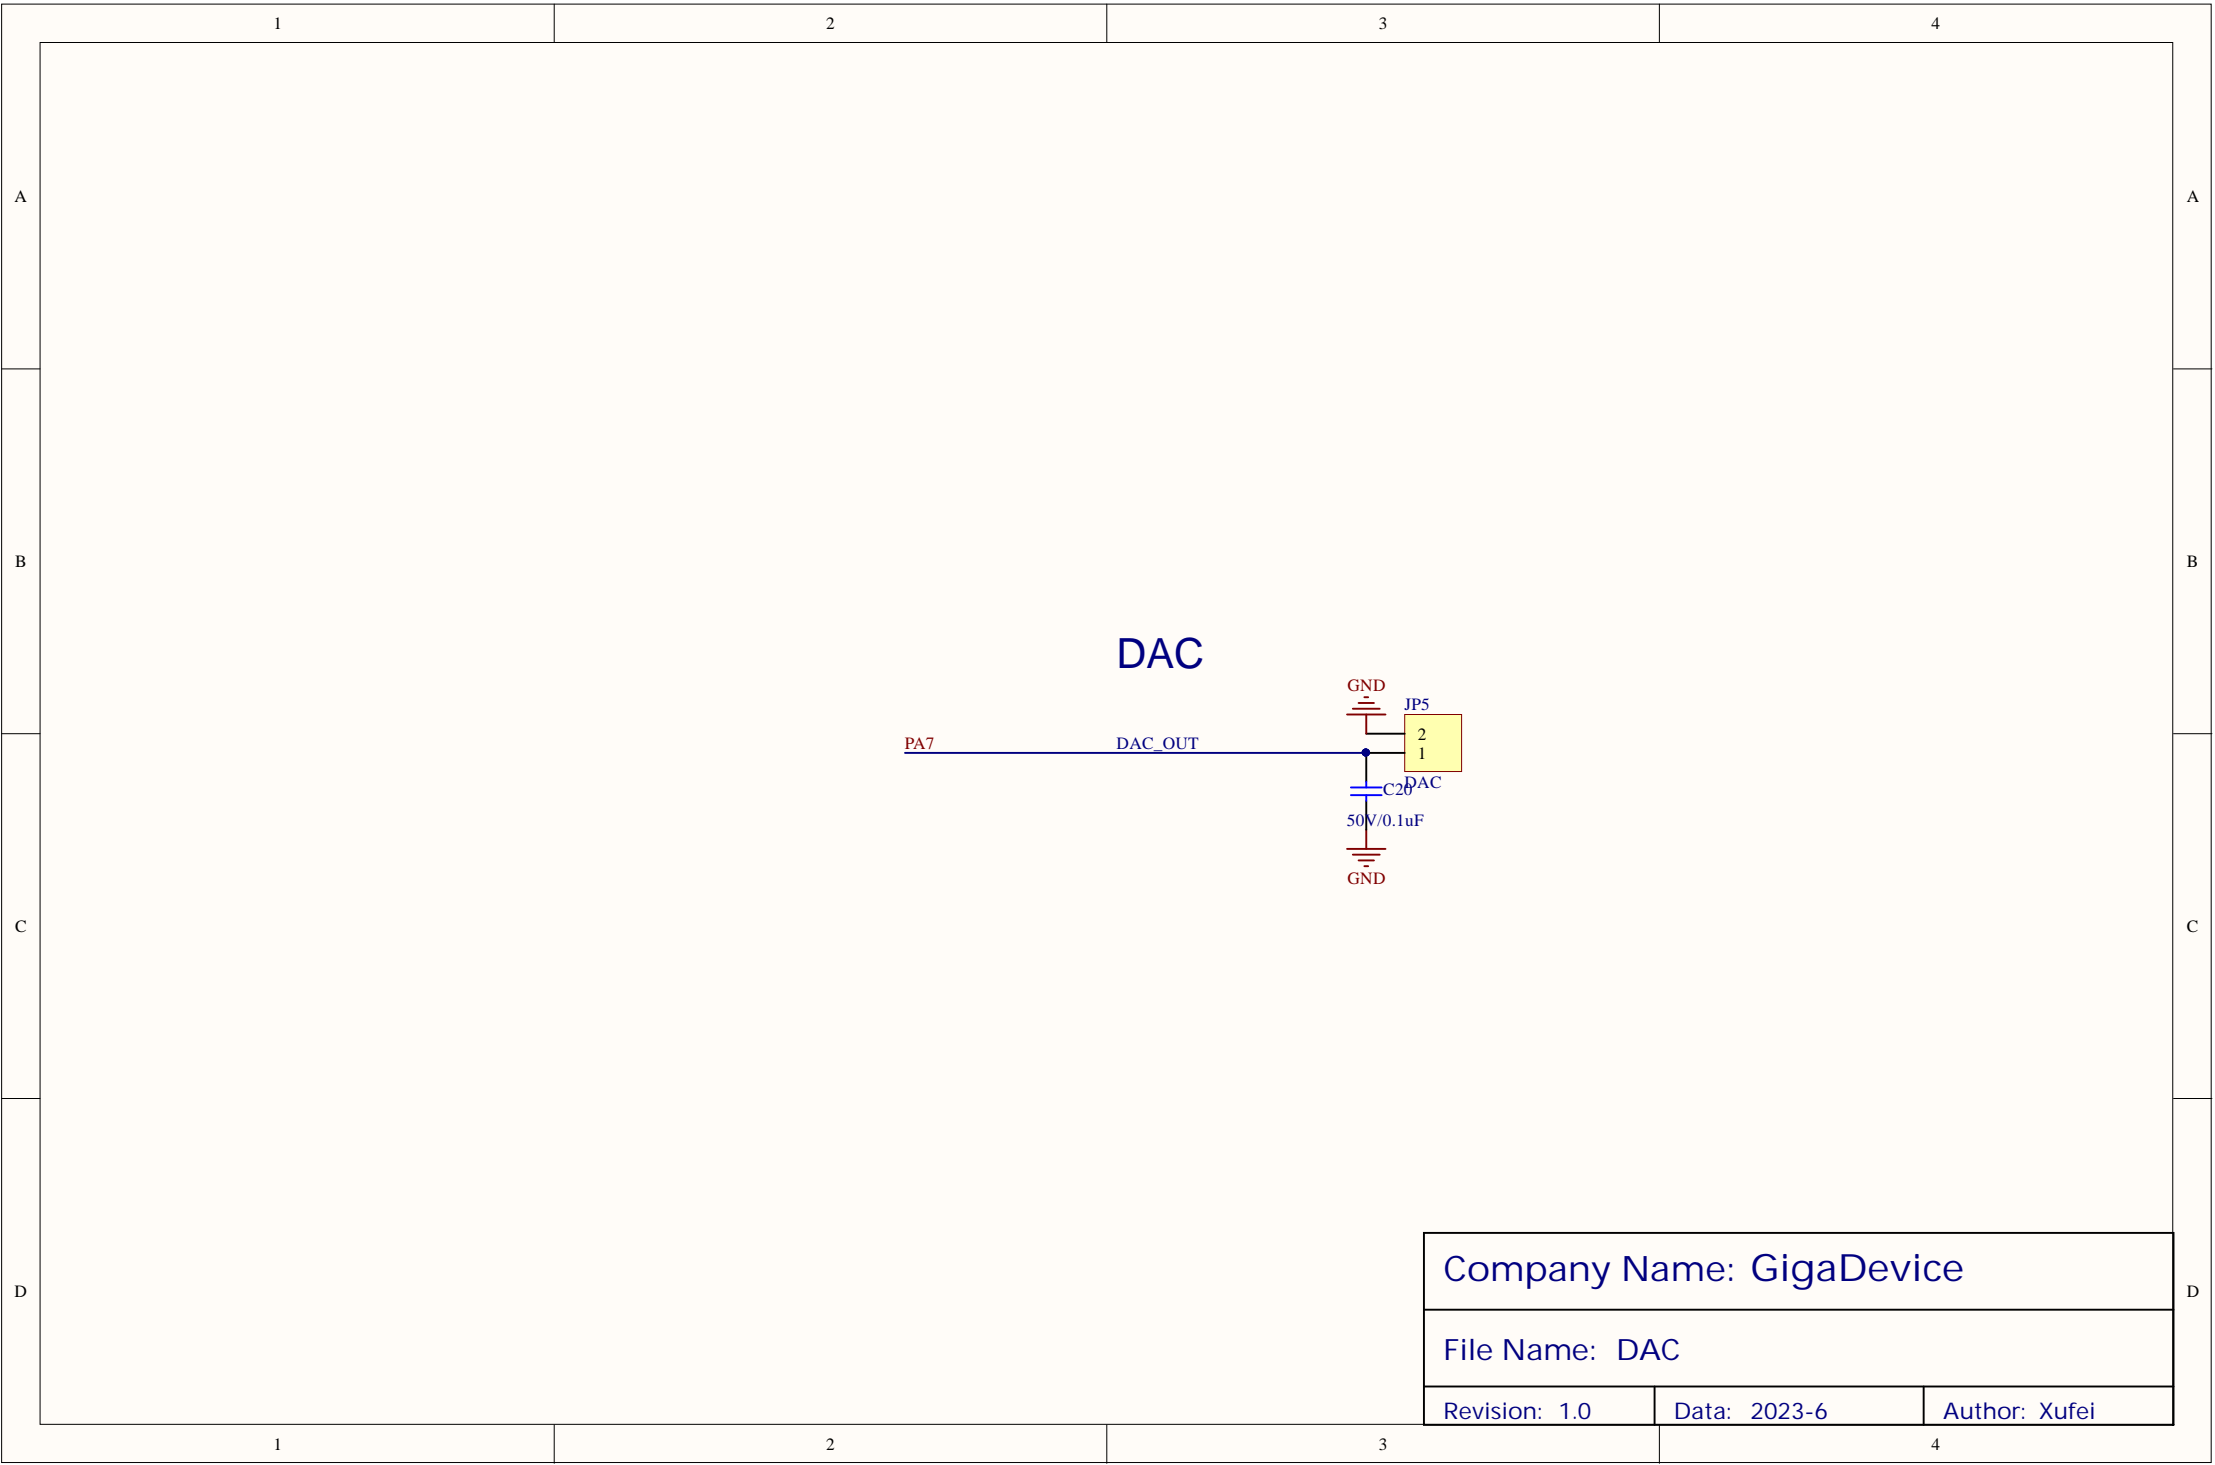 1 2 3 4
A A
B B
DAC
GND
JP5
2
PA7 DAC_OUT
1
DAC
C20
50V/0.1uF
GND
C C
Company Name: GigaDevice
D D
File Name: DAC
Revision: 1.0 Data: 2023-6 Author: Xufei
1 2 3 4